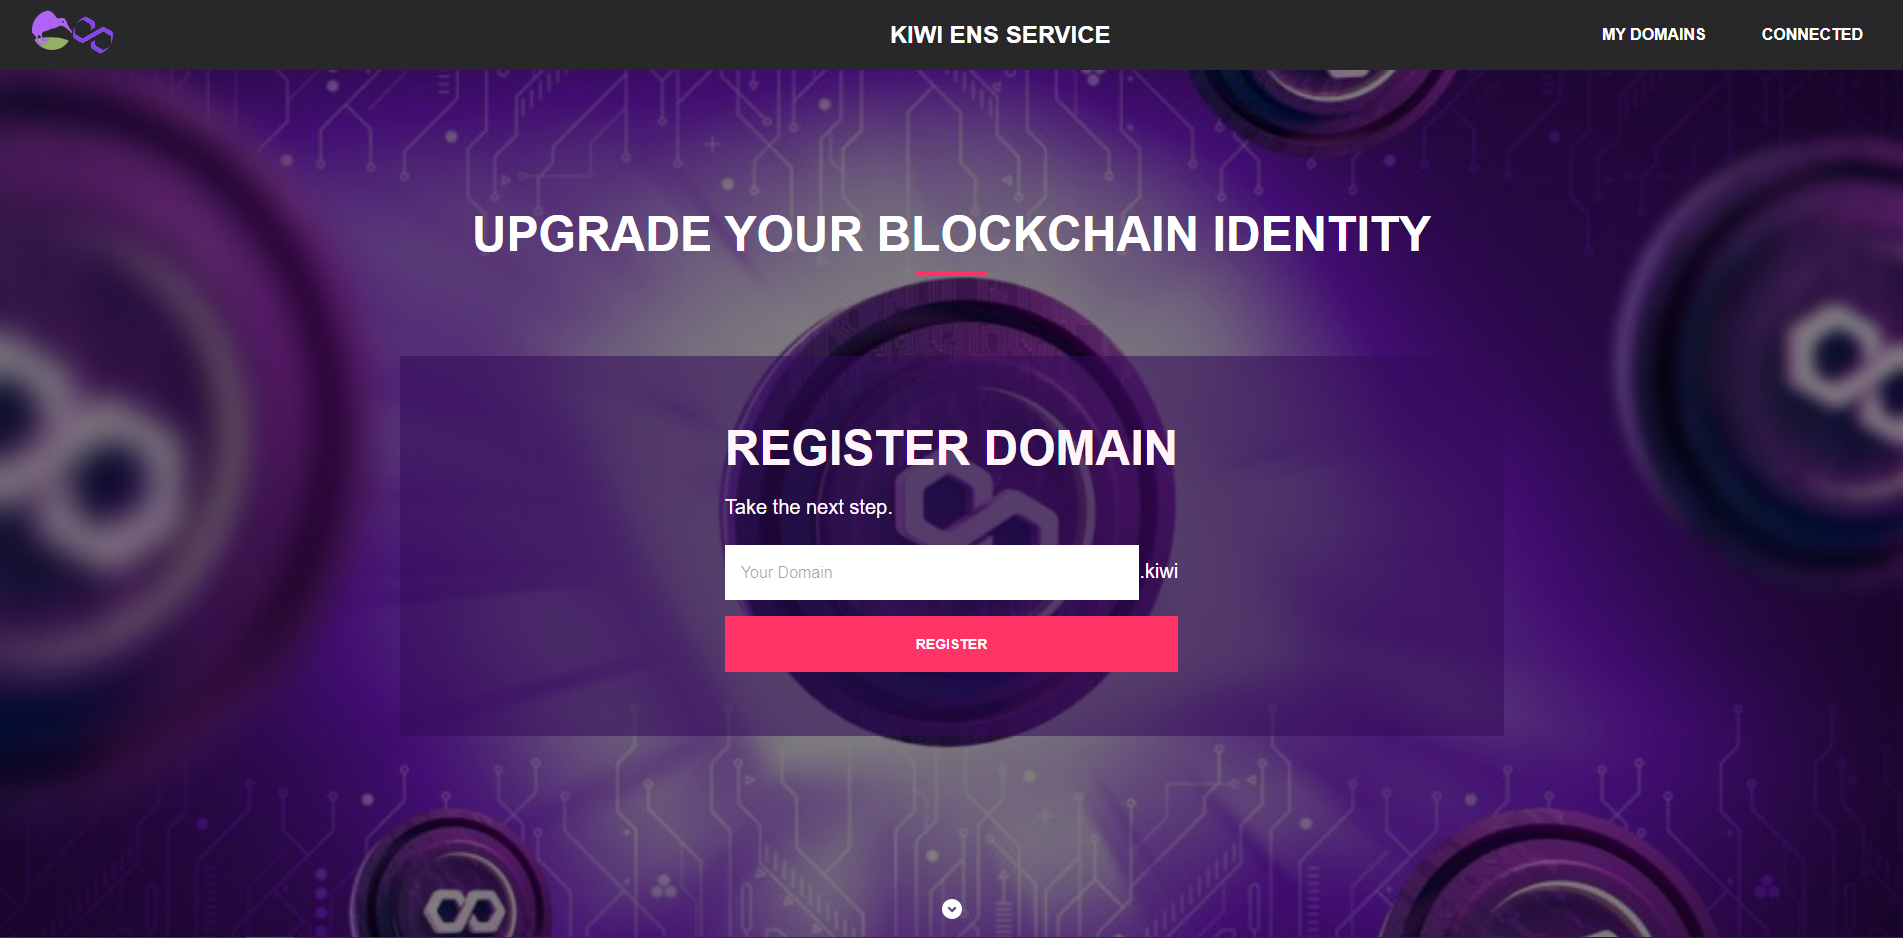 KIWI ENS SERVICE
MY DOMAINS
CONNECTED
UPGRADE YOUR BLOCKCHAIN IDENTITY
REGISTER DOMAIN
Take the next step.
Your Domain
.kiwi
REGISTER